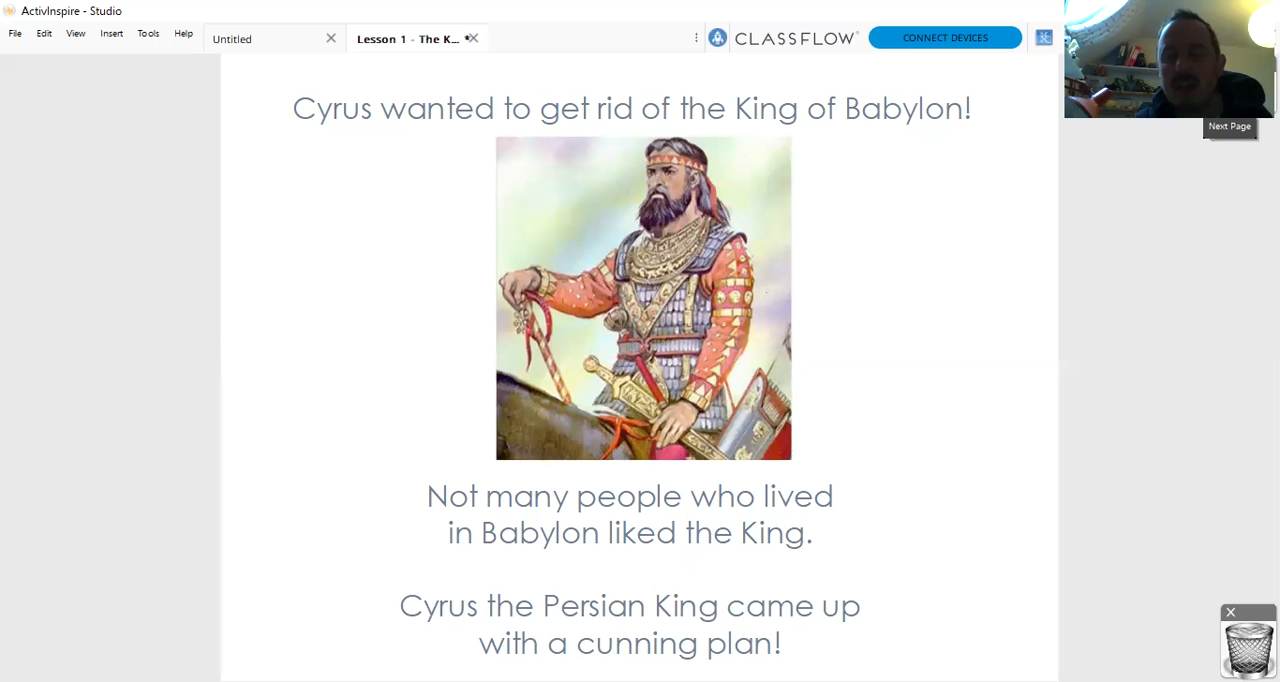 ActivInspire - Studio
File Edit View Insert Tools Help
Untitled
Lesson 1 - The K...
CLASSFLOW
CONNECT DEVICES
Next Page
Cyrus wanted to get rid of the King of Babylon!
Not many people who lived
in Babylon liked the King.
Cyrus the Persian King came up
with a cunning plan!